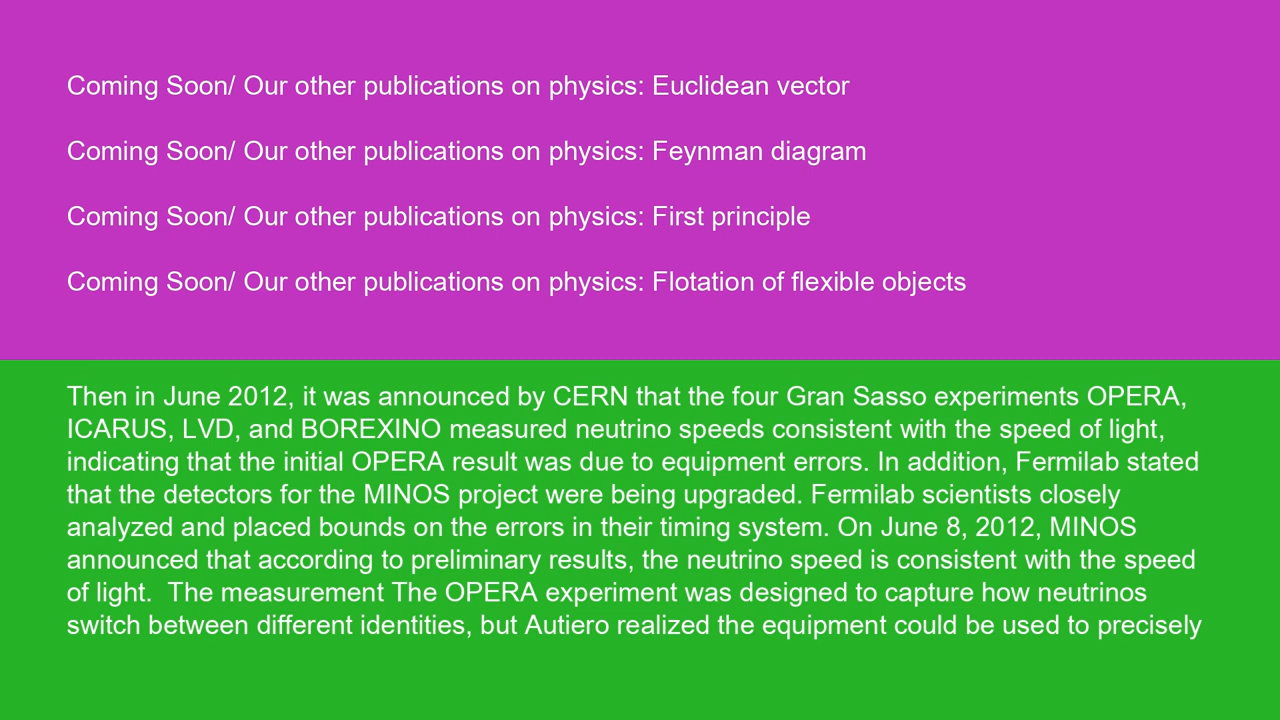 Coming Soon/ Our other publications on physics: Euclidean vector
Coming Soon/ Our other publications on physics: Feynman diagram
Coming Soon/ Our other publications on physics: First principle
Coming Soon/ Our other publications on physics: Flotation of flexible objects
Then in June 2012, it was announced by CERN that the four Gran Sasso experiments OPERA,
ICARUS, LVD, and BOREXINO measured neutrino speeds consistent with the speed of light,
indicating that the initial OPERA result was due to equipment errors. In addition, Fermilab stated
that the detectors for the MINOS project were being upgraded. Fermilab scientists closely
analyzed and placed bounds on the errors in their timing system. On June 8, 2012, MINOS
announced that according to preliminary results, the neutrino speed is consistent with the speed
of light.  The measurement The OPERA experiment was designed to capture how neutrinos
switch between different identities, but Autiero realized the equipment could be used to precisely